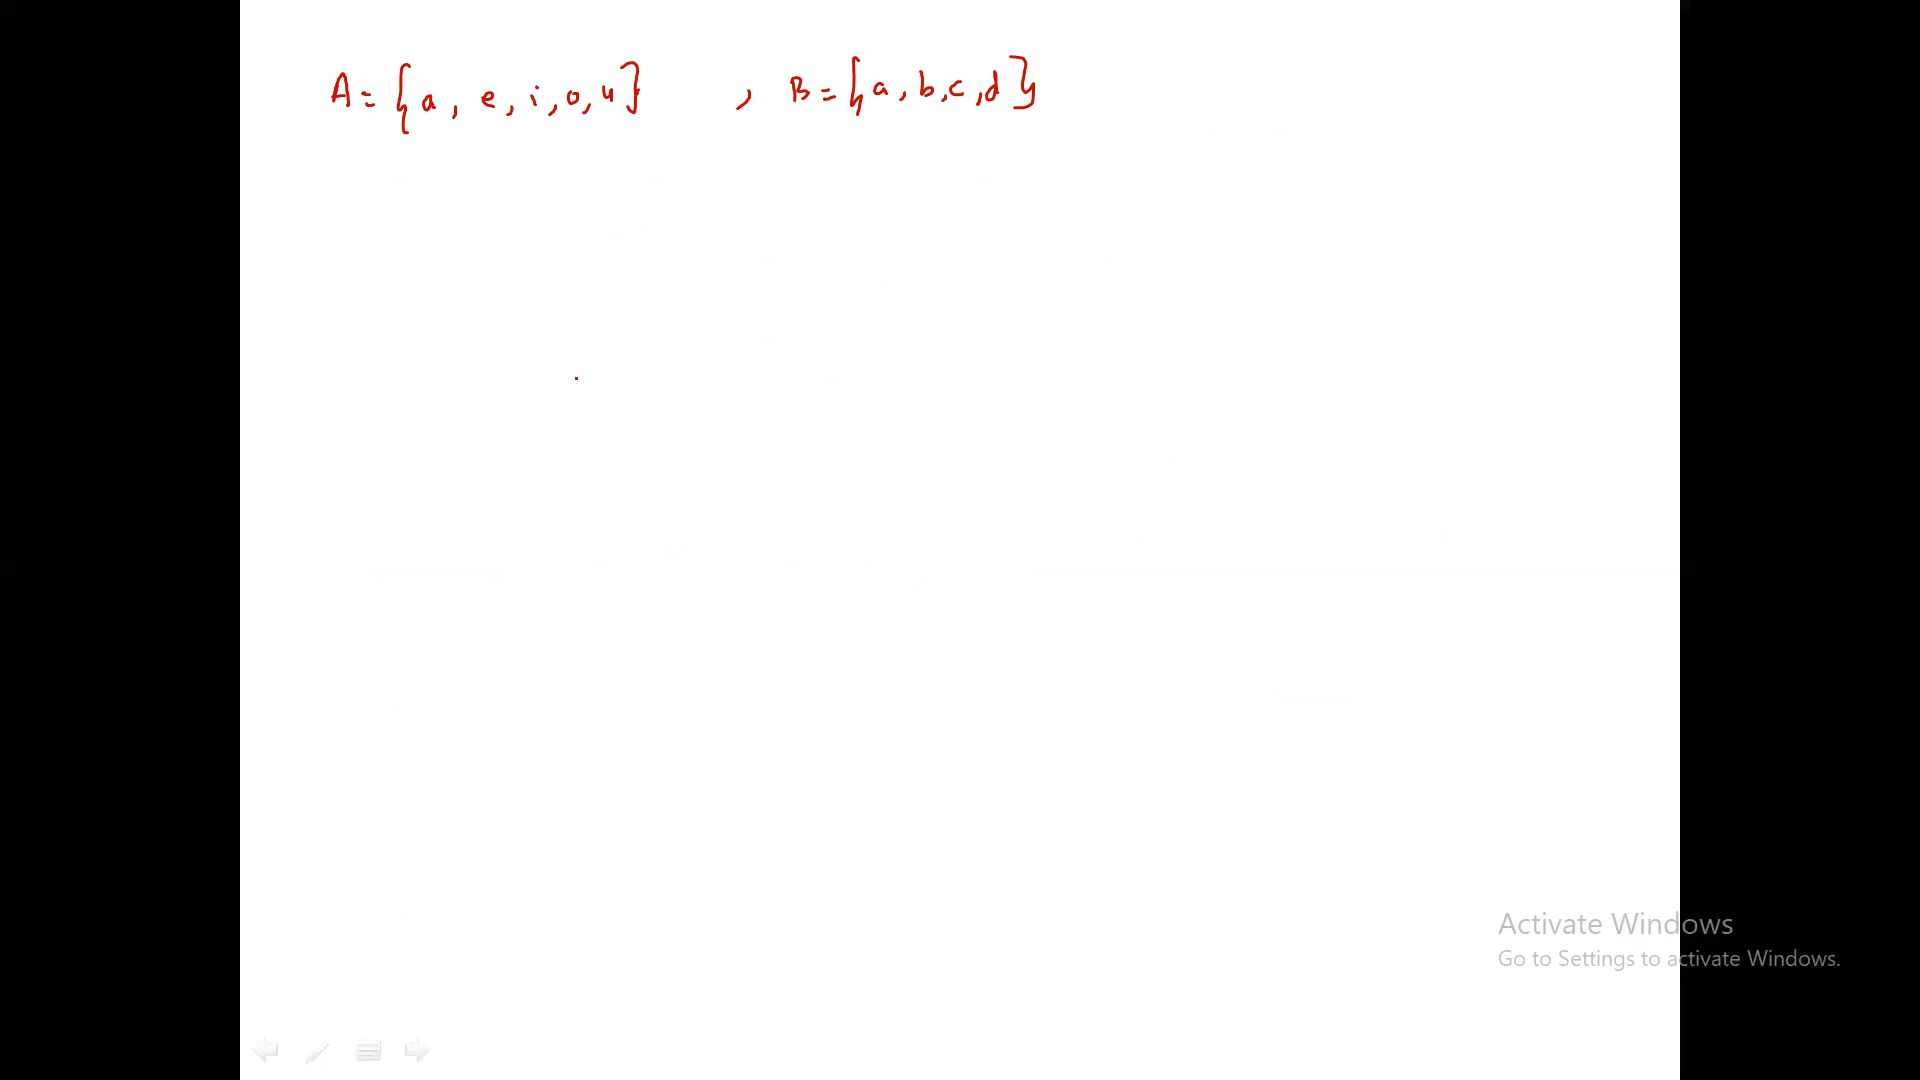 A = {a, e, i, o, u} , B = {a, b, c, d}
Activate Windows
Go to Settings to activate Windows.